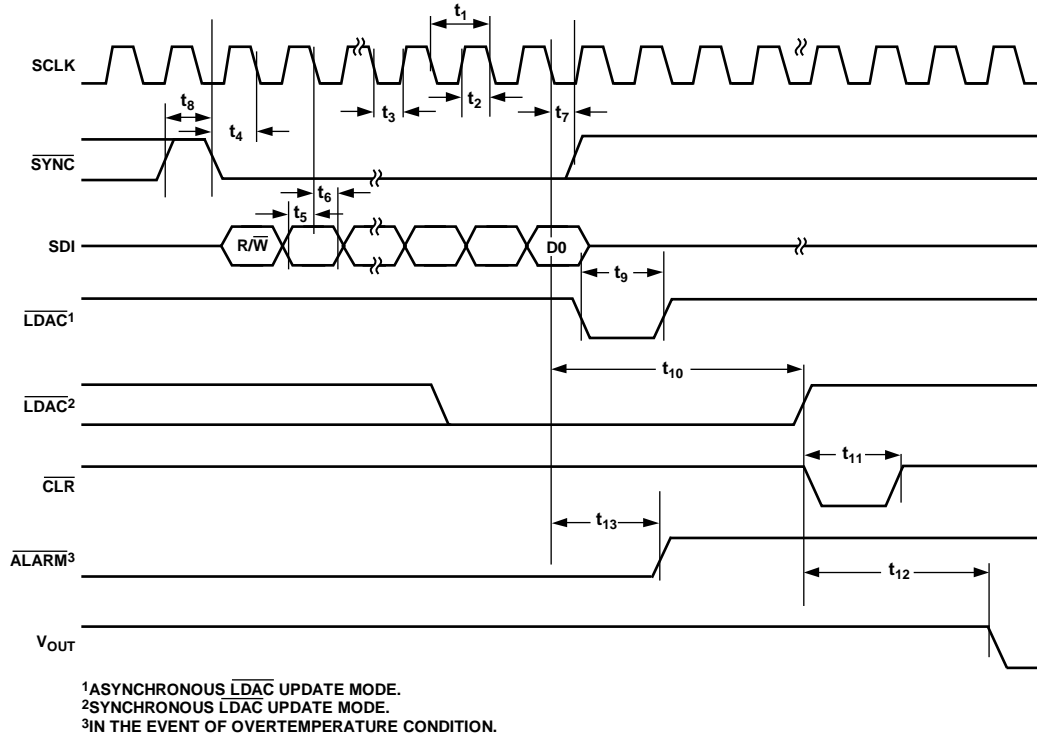 t1
SCLK
t8
t4
t3
t2
t7
SYNC
t6
t5
SDI
R/W
D0
t9
LDAC1
t10
LDAC2
t11
CLR
t13
ALARM3
t12
VOUT
1ASYNCHRONOUS LDAC UPDATE MODE.
2SYNCHRONOUS LDAC UPDATE MODE.
3IN THE EVENT OF OVERTEMPERATURE CONDITION.